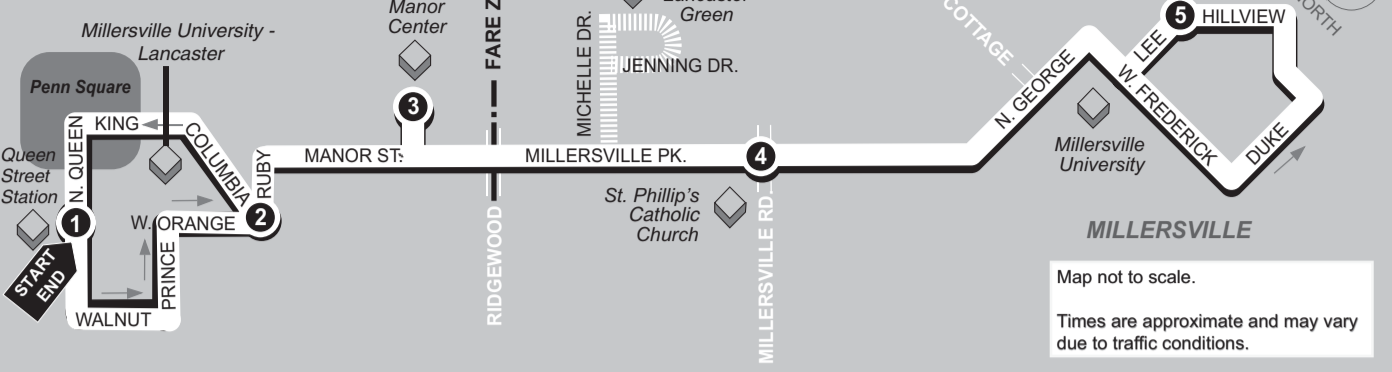 Manor
Center
FARE Z
MICHELLE DR.
Lancaster
Green
JENNING DR.
COTTAGE
5
HILLVIEW
LEE
NORTH
Millersville University -
Lancaster
Penn Square
3
N. GEORGE
W. FREDERICK
DUKE
KING
N. QUEEN
COLUMBIA
RUBY
MANOR ST.
MILLERSVILLE PK.
4
Millersville
University
Queen
Street
Station
1
W. ORANGE
2
PRINCE
WALNUT
START
END
RIDGEWOOD
St. Phillip's
Catholic
Church
MILLERSVILLE RD.
MILLERSVILLE
Map not to scale.
Times are approximate and may vary
due to traffic conditions.